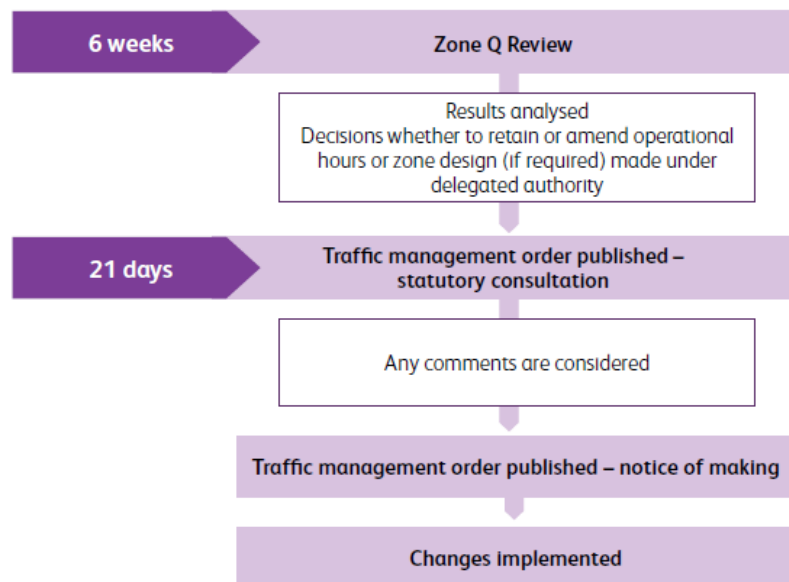 6 weeks
Zone Q Review
Results analysed
Decisions whether to retain or amend operational
hours or zone design (if required) made under
delegated authority
21 days
Traffic management order published –
statutory consultation
Any comments are considered
Traffic management order published – notice of making
Changes implemented